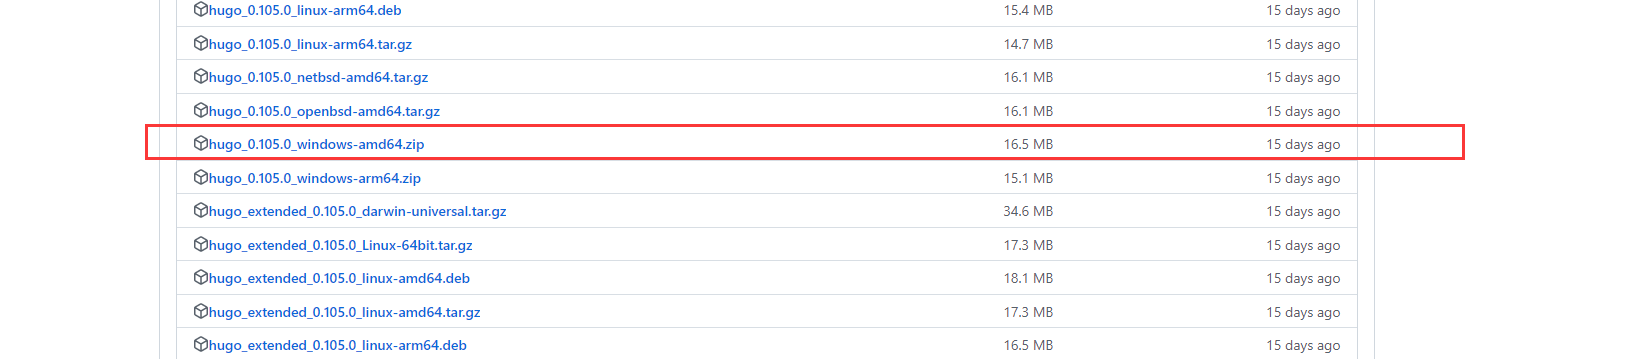 hugo_0.105.0_linux-arm64.deb 15.4 MB 15 days ago
hugo_0.105.0_linux-arm64.tar.gz 14.7 MB 15 days ago
hugo_0.105.0_netbsd-amd64.tar.gz 16.1 MB 15 days ago
hugo_0.105.0_openbsd-amd64.tar.gz 16.1 MB 15 days ago
hugo_0.105.0_windows-amd64.zip 16.5 MB 15 days ago
hugo_0.105.0_windows-arm64.zip 15.1 MB 15 days ago
hugo_extended_0.105.0_darwin-universal.tar.gz 34.6 MB 15 days ago
hugo_extended_0.105.0_Linux-64bit.tar.gz 17.3 MB 15 days ago
hugo_extended_0.105.0_linux-amd64.deb 18.1 MB 15 days ago
hugo_extended_0.105.0_linux-amd64.tar.gz 17.3 MB 15 days ago
hugo_extended_0.105.0_linux-arm64.deb 16.5 MB 15 days ago